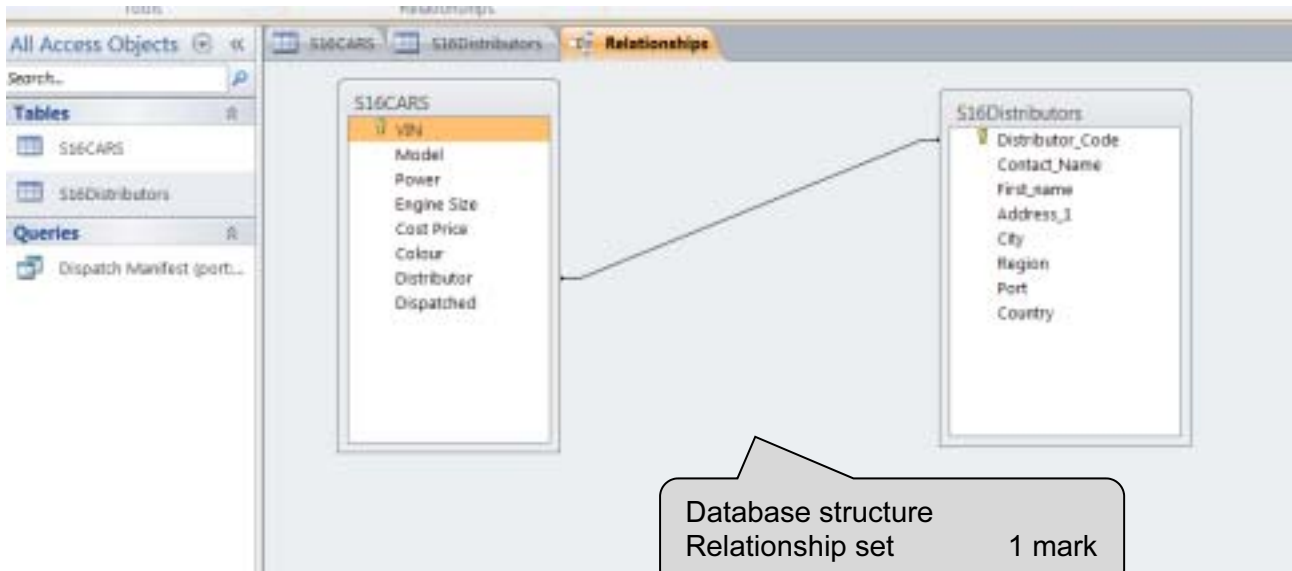 Tools Relationships
All Access Objects
Search...
Tables
S16CARS
S16Distributors
Queries
Dispatch Manifest (port...
S16CARS S16Distributors Relationships
S16CARS
VIN
Model
Power
Engine Size
Cost Price
Colour
Distributor
Dispatched
S16Distributors
Distributor_Code
Contact_Name
First_name
Address_1
City
Region
Port
Country
Database structure
Relationship set 1 mark